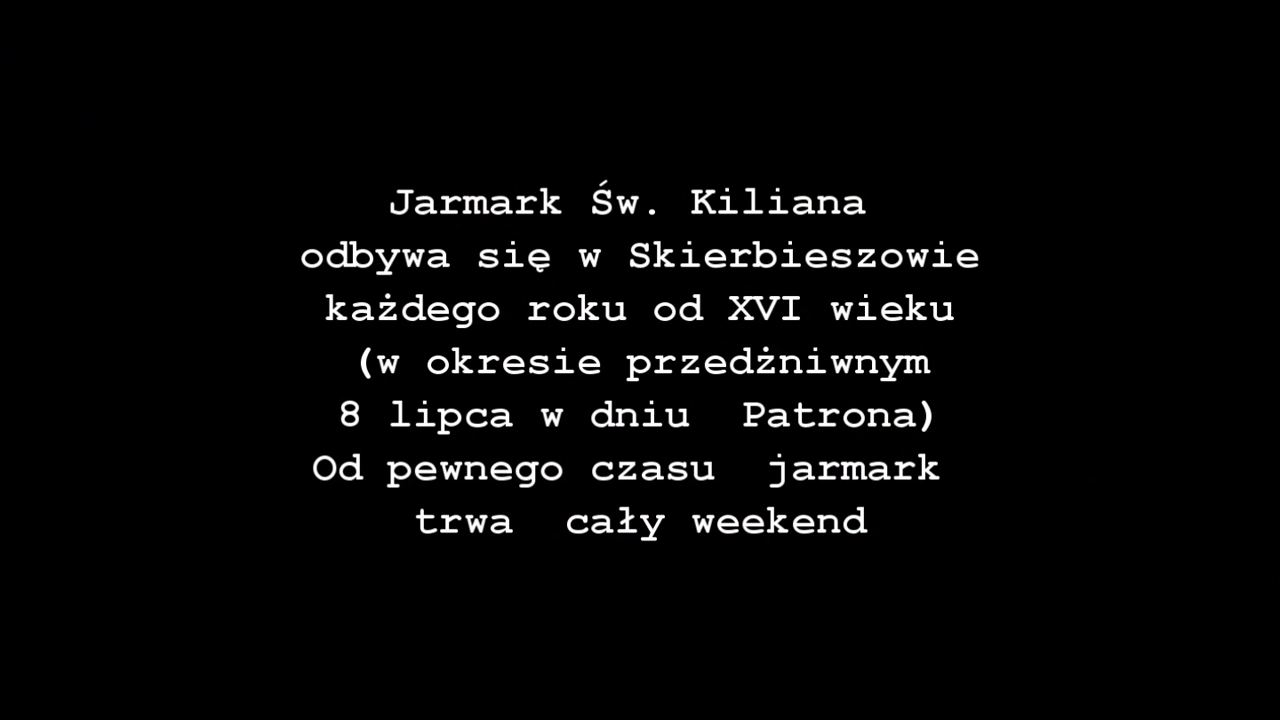 Jarmark Św. Kiliana
odbywa się w Skierbieszowie
każdego roku od XVI wieku
(w okresie przedżniwnym
8 lipca w dniu  Patrona)
Od pewnego czasu  jarmark
trwa  cały weekend